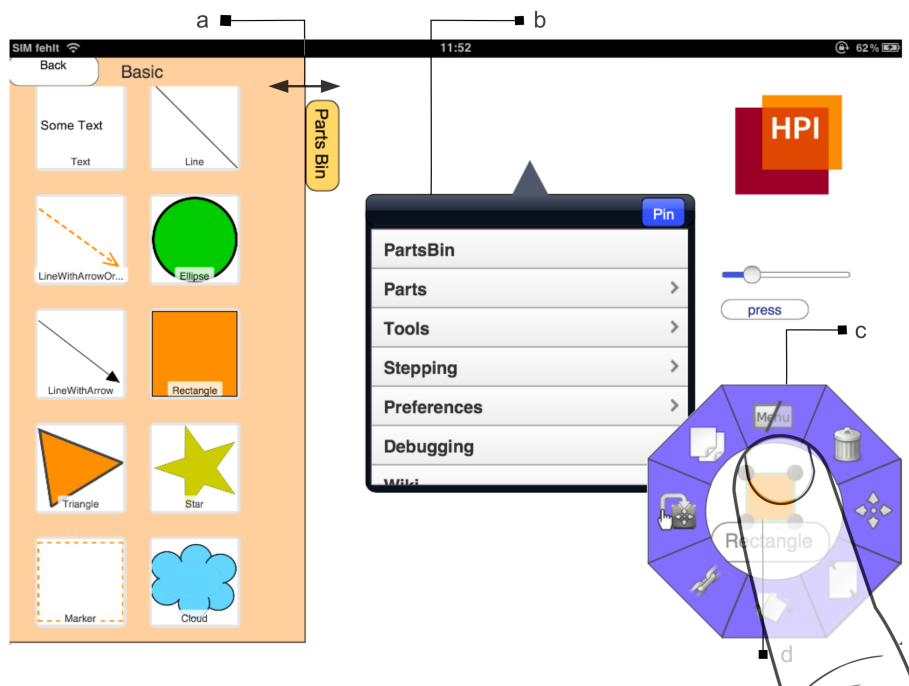 a
b
SIM fehlt
11:52
62%
Back
Basic
Some Text
Text
Line
Parts Bin
HPI
LineWithArrowOr...
Ellipse
Pin
PartsBin
Parts
Tools
Stepping
Preferences
Debugging
Wiki
press
c
LineWithArrow
Rectangle
Menu
Triangle
Star
Rectangle
Marker
Cloud
d